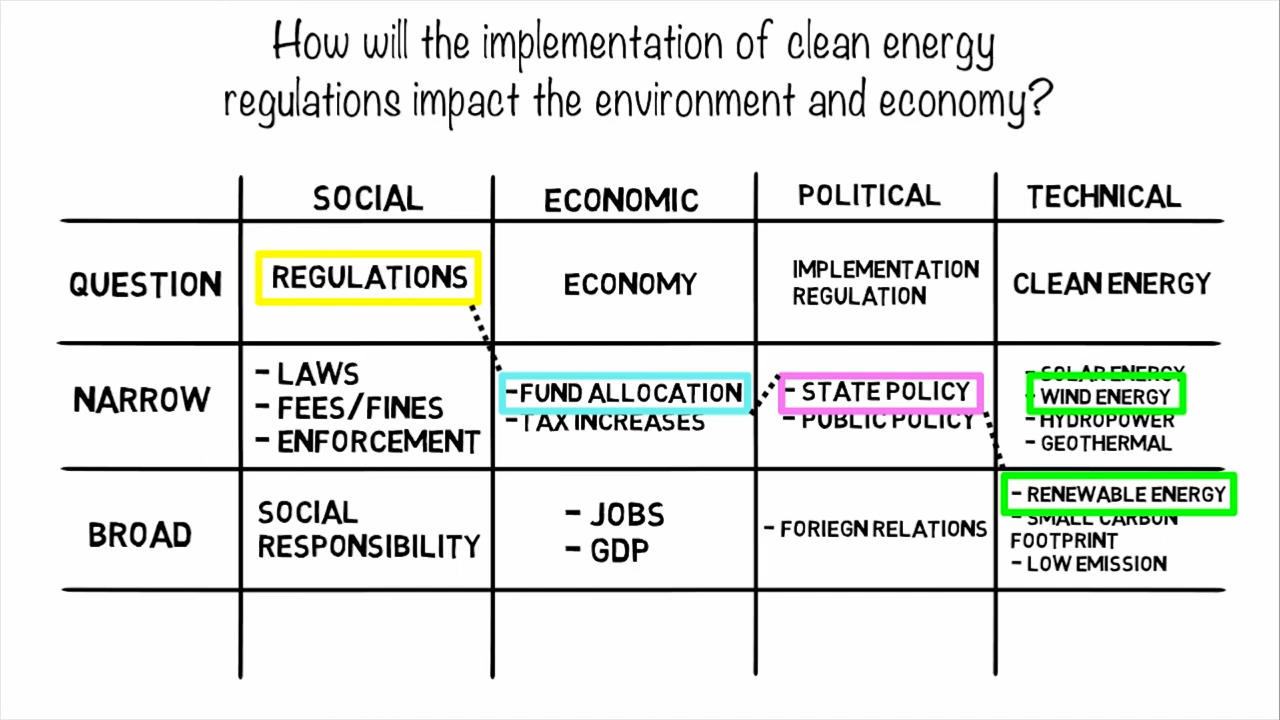 How will the implementation of clean energy
regulations impact the environment and economy?
SOCIAL
ECONOMIC
POLITICAL
TECHNICAL
QUESTION
REGULATIONS
ECONOMY
IMPLEMENTATION
REGULATION
CLEAN ENERGY
NARROW
- LAWS
- FEES/FINES
- ENFORCEMENT
- FUND ALLOCATION
- TAX INCREASES
- STATE POLICY
- PUBLIC POLICY
- SOLAR ENERGY
- WIND ENERGY
- HYDROPOWER
- GEOTHERMAL
BROAD
SOCIAL
RESPONSIBILITY
- JOBS
- GDP
- FORIEGN RELATIONS
- RENEWABLE ENERGY
- SMALL CARBON
FOOTPRINT
- LOW EMISSION